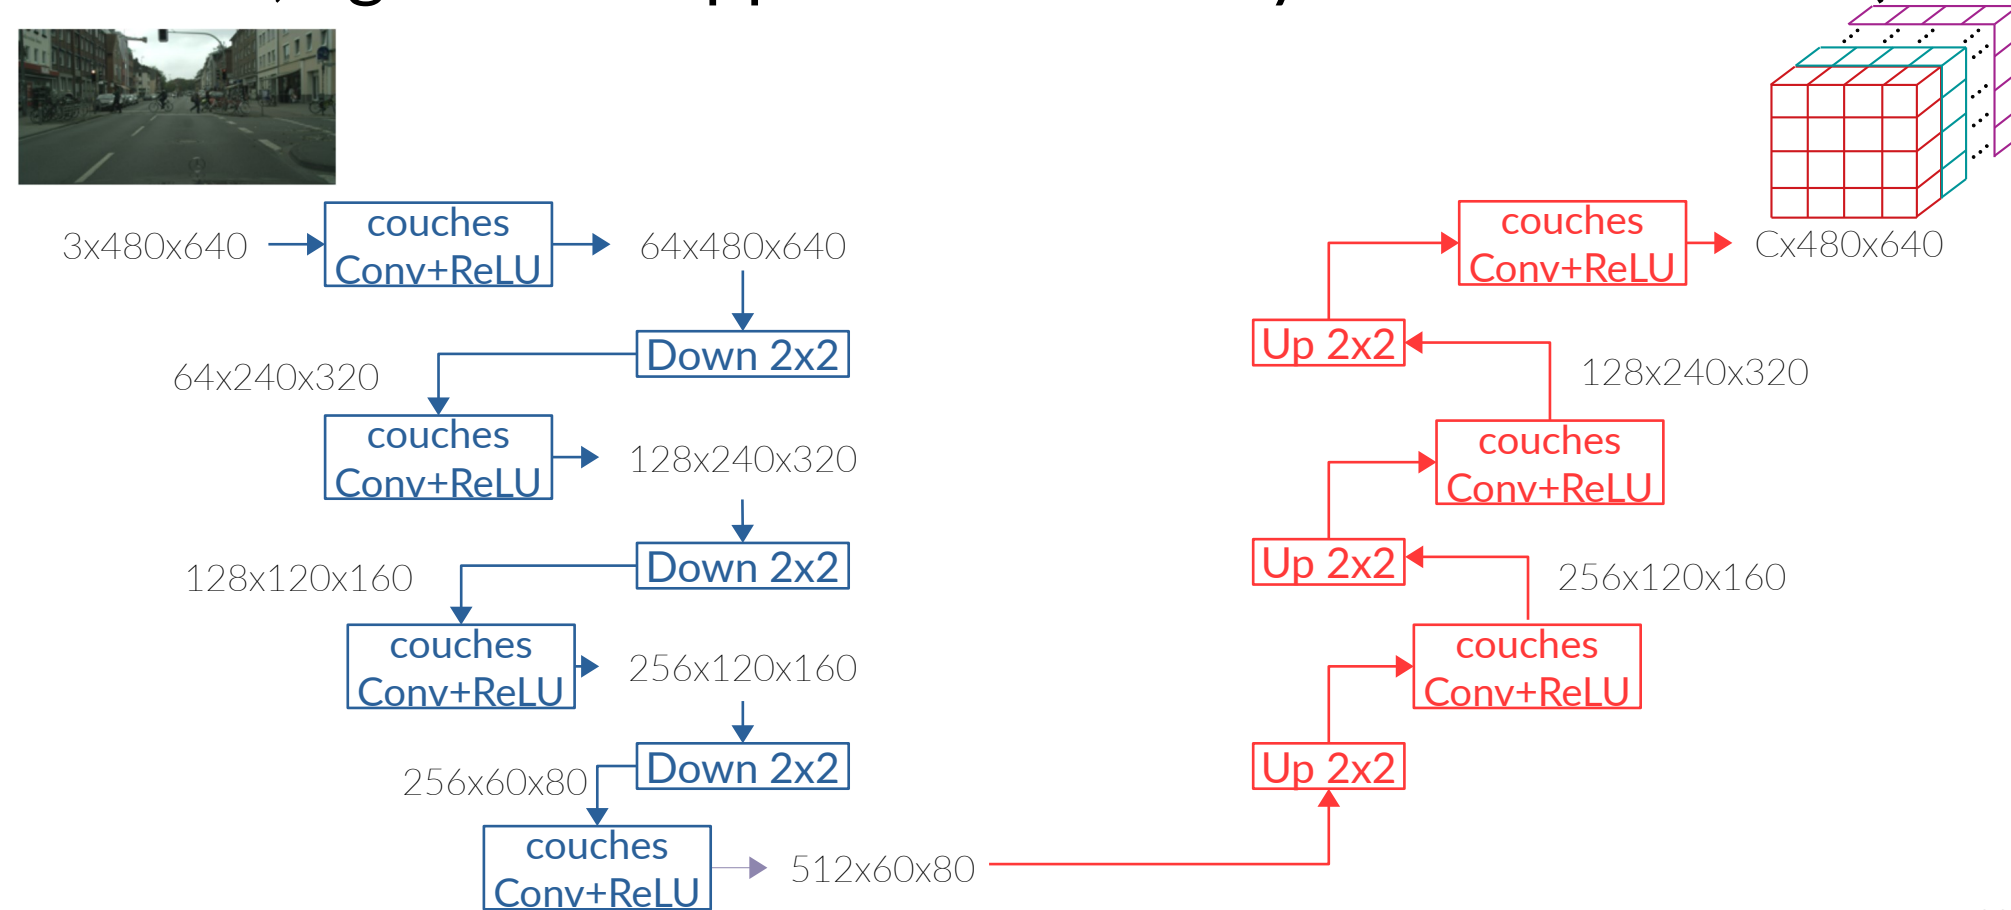 3x480x640
couches
Conv+ReLU
64x480x640
Down 2x2
64x240x320
couches
Conv+ReLU
128x240x320
Down 2x2
128x120x160
couches
Conv+ReLU
256x120x160
Down 2x2
256x60x80
couches
Conv+ReLU
512x60x80
Up 2x2
couches
Conv+ReLU
256x120x160
Up 2x2
couches
Conv+ReLU
128x240x320
Up 2x2
couches
Conv+ReLU
Cx480x640